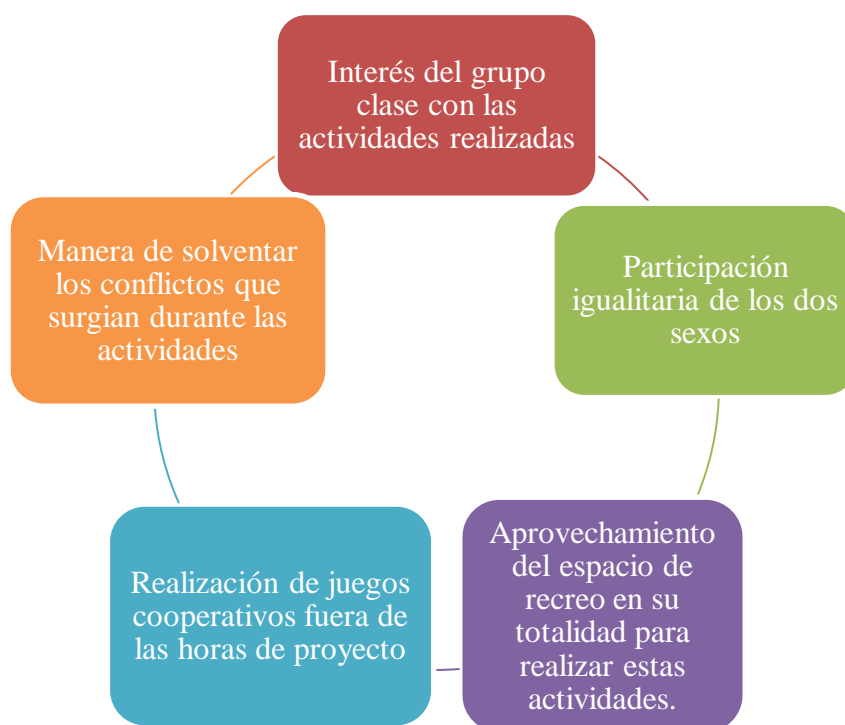 Interés del grupo
clase con las
actividades realizadas
Participación
igualitaria de los dos
sexos
Aprovechamiento
del espacio de
recreo en su
totalidad para
realizar estas
actividades.
Realización de juegos
cooperativos fuera de
las horas de proyecto
Manera de solventar
los conflictos que
surgian durante las
actividades